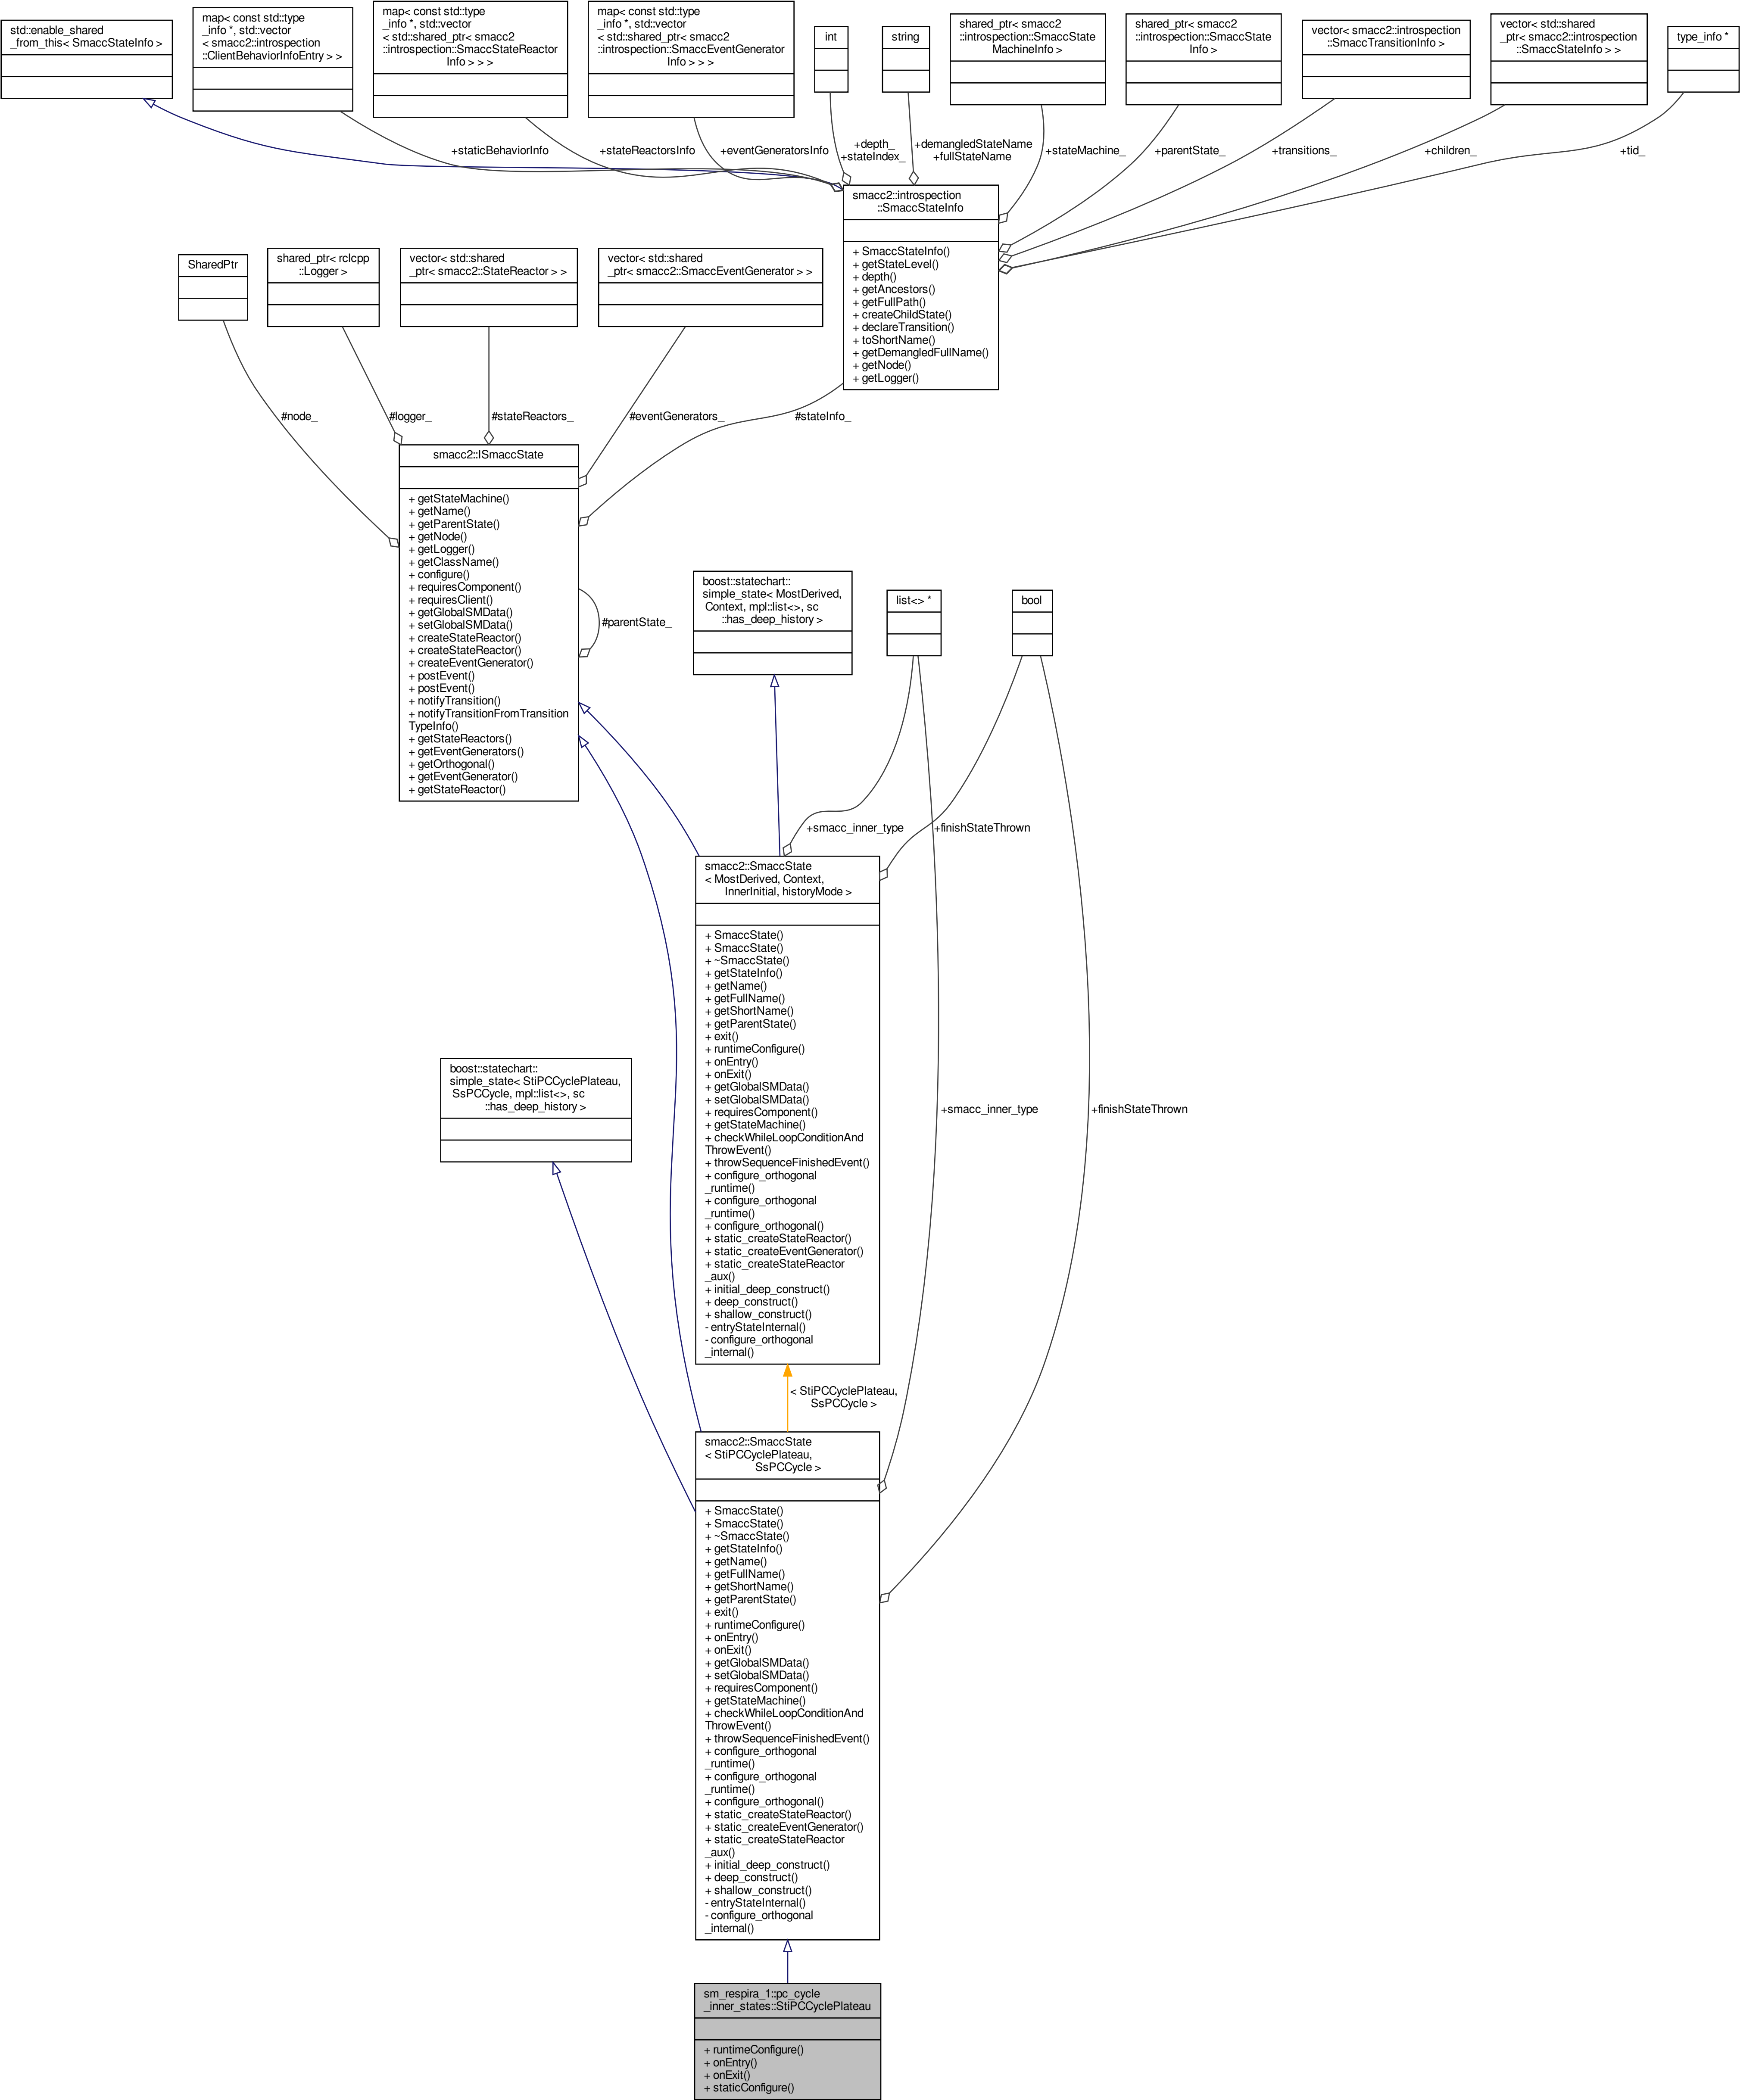 std::enable_shared
_from_this< SmaccStateInfo >
map< const std::type
_info *, std::vector
< smacc2::introspection
::ClientBehaviorInfoEntry > >
map< const std::type
_info *, std::vector
< std::shared_ptr< smacc2
::introspection::SmaccStateReactor
Info > > >
map< const std::type
_info *, std::vector
< std::shared_ptr< smacc2
::introspection::SmaccEventGenerator
Info > > >
int
string
shared_ptr< smacc2
::introspection::SmaccState
MachineInfo >
shared_ptr< smacc2
::introspection::SmaccState
Info >
vector< smacc2::introspection
::SmaccTransitionInfo >
vector< std::shared
_ptr< smacc2::introspection
::SmaccStateInfo > >
type_info *
+staticBehaviorInfo
+stateReactorsInfo
+eventGeneratorsInfo
+depth_
+stateIndex_
+demangledStateName
+fullStateName
+stateMachine_
+parentState_
+transitions_
+children_
+tid_
smacc2::introspection
::SmaccStateInfo
+ SmaccStateInfo()
+ getStateLevel()
+ depth()
+ getAncestors()
+ getFullPath()
+ createChildState()
+ declareTransition()
+ toShortName()
+ getDemangledFullName()
+ getNode()
+ getLogger()
SharedPtr
shared_ptr< rclcpp
::Logger >
vector< std::shared
_ptr< smacc2::StateReactor > >
vector< std::shared
_ptr< smacc2::SmaccEventGenerator > >
#node_
#logger_
#stateReactors_
#eventGenerators_
#stateInfo_
smacc2::ISmaccState
+ getStateMachine()
+ getName()
+ getParentState()
+ getNode()
+ getLogger()
+ getClassName()
+ configure()
+ requiresComponent()
+ requiresClient()
+ getGlobalSMData()
+ setGlobalSMData()
+ createStateReactor()
+ createStateReactor()
+ createEventGenerator()
+ postEvent()
+ postEvent()
+ notifyTransition()
+ notifyTransitionFromTransition
TypeInfo()
+ getStateReactors()
+ getEventGenerators()
+ getOrthogonal()
+ getEventGenerator()
+ getStateReactor()
#parentState_
boost::statechart::
simple_state< MostDerived,
Context, mpl::list<>, sc
::has_deep_history >
list<> *
bool
+smacc_inner_type
+finishStateThrown
smacc2::SmaccState
< MostDerived, Context,
InnerInitial, historyMode >
+ SmaccState()
+ SmaccState()
+ ~SmaccState()
+ getStateInfo()
+ getName()
+ getFullName()
+ getShortName()
+ getParentState()
+ exit()
+ runtimeConfigure()
+ onEntry()
+ onExit()
+ getGlobalSMData()
+ setGlobalSMData()
+ requiresComponent()
+ getStateMachine()
+ checkWhileLoopConditionAnd
ThrowEvent()
+ throwSequenceFinishedEvent()
+ configure_orthogonal
_runtime()
+ configure_orthogonal
_runtime()
+ configure_orthogonal()
+ static_createStateReactor()
+ static_createEventGenerator()
+ static_createStateReactor
_aux()
+ initial_deep_construct()
+ deep_construct()
+ shallow_construct()
- entryStateInternal()
- configure_orthogonal
_internal()
boost::statechart::
simple_state< StiPCCyclePlateau,
SsPCCycle, mpl::list<>, sc
::has_deep_history >
+smacc_inner_type
+finishStateThrown
< StiPCCyclePlateau,
SsPCCycle >
smacc2::SmaccState
< StiPCCyclePlateau,
SsPCCycle >
+ SmaccState()
+ SmaccState()
+ ~SmaccState()
+ getStateInfo()
+ getName()
+ getFullName()
+ getShortName()
+ getParentState()
+ exit()
+ runtimeConfigure()
+ onEntry()
+ onExit()
+ getGlobalSMData()
+ setGlobalSMData()
+ requiresComponent()
+ getStateMachine()
+ checkWhileLoopConditionAnd
ThrowEvent()
+ throwSequenceFinishedEvent()
+ configure_orthogonal
_runtime()
+ configure_orthogonal
_runtime()
+ configure_orthogonal()
+ static_createStateReactor()
+ static_createEventGenerator()
+ static_createStateReactor
_aux()
+ initial_deep_construct()
+ deep_construct()
+ shallow_construct()
- entryStateInternal()
- configure_orthogonal
_internal()
sm_respira_1::pc_cycle
_inner_states::StiPCCyclePlateau
+ runtimeConfigure()
+ onEntry()
+ onExit()
+ staticConfigure()